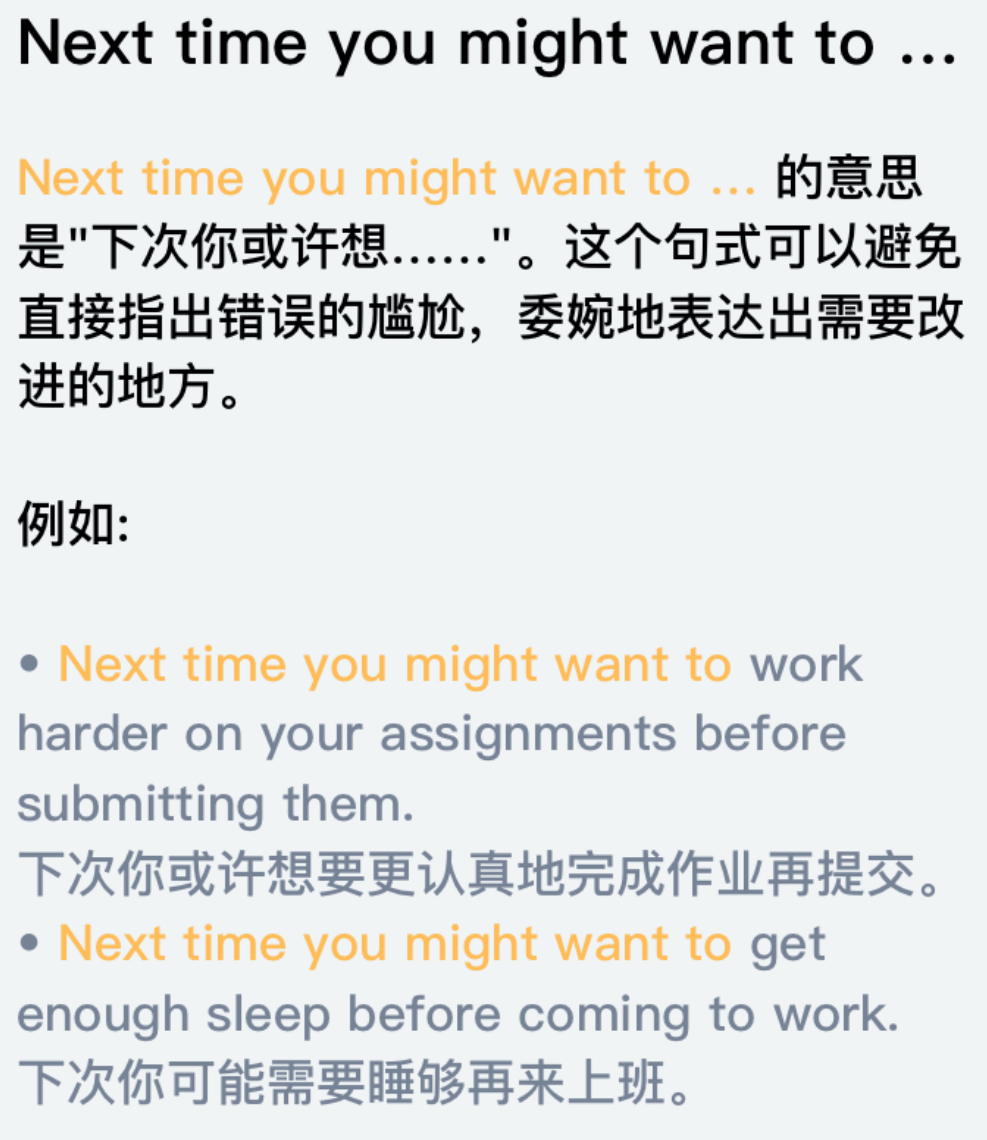 Next time you might want to ...
Next time you might want to ... 的意思
是"下次你或许想……"。这个句式可以避免
直接指出错误的尴尬，委婉地表达出需要改
进的地方。
例如:
• Next time you might want to work
harder on your assignments before
submitting them.
下次你或许想要更认真地完成作业再提交。
• Next time you might want to get
enough sleep before coming to work.
下次你可能需要睡够再来上班。